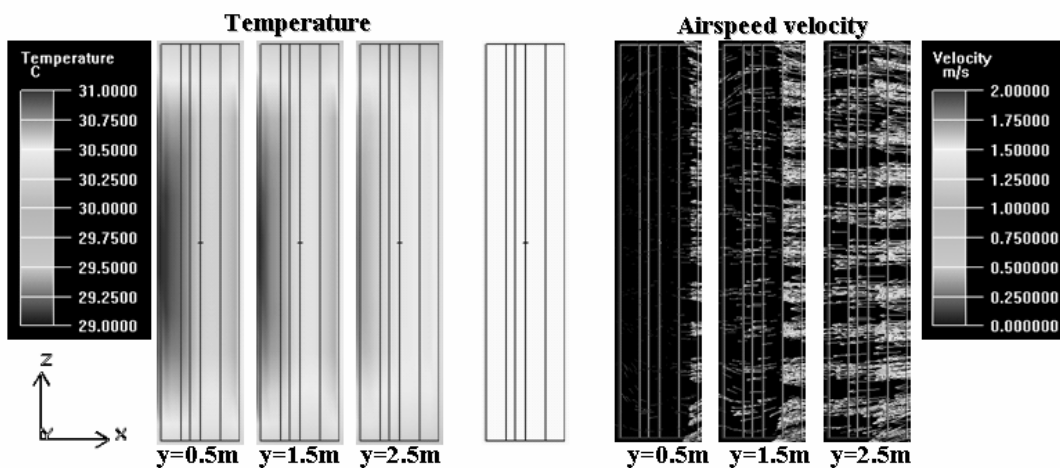 Temperature
Airspeed velocity
Temperature
C
31.0000
30.7500
30.5000
30.2500
30.0000
29.7500
29.5000
29.2500
29.0000
Velocity
m/s
2.00000
1.75000
1.50000
1.25000
1.00000
0.750000
0.500000
0.250000
0.000000
Z
Y
X
y=0.5m
y=1.5m
y=2.5m
y=0.5m
y=1.5m
y=2.5m